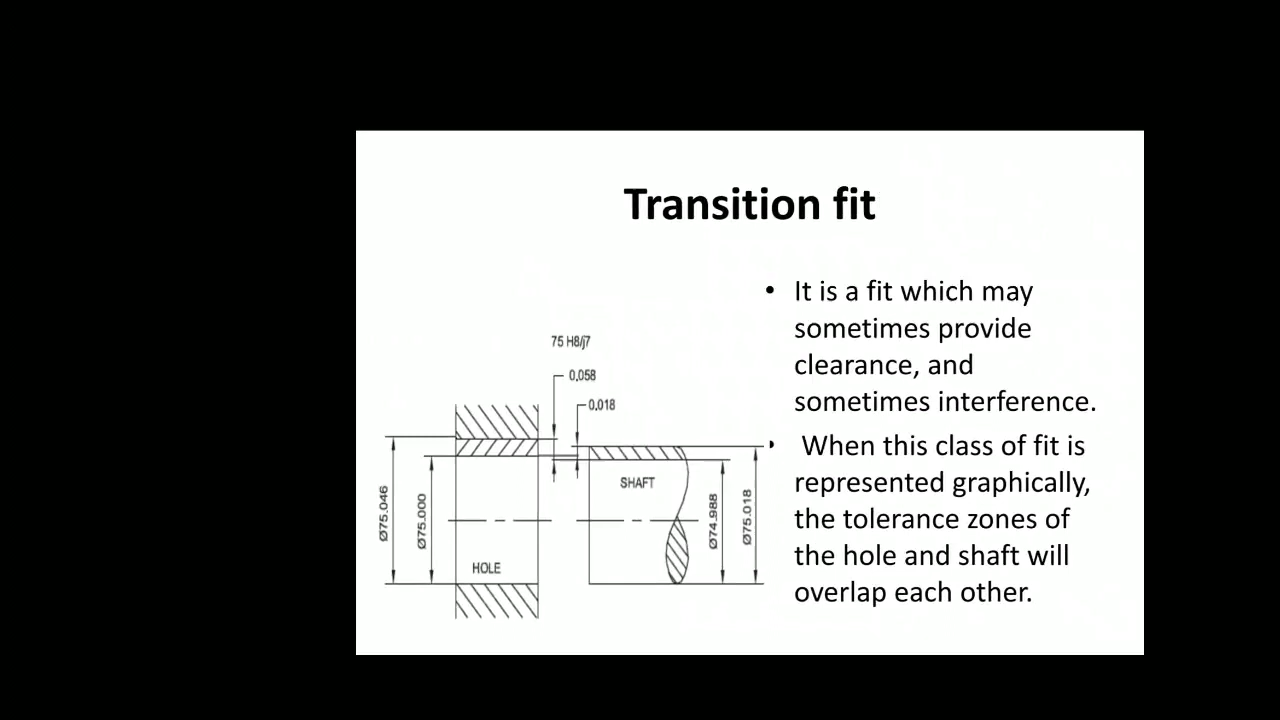 Transition fit
• It is a fit which may
sometimes provide
clearance, and
sometimes interference.
• When this class of fit is
represented graphically,
the tolerance zones of
the hole and shaft will
overlap each other.
75 H8/j7
0.058
0.018
SHAFT
HOLE
Ø75.046
Ø75.000
Ø74.988
Ø75.018